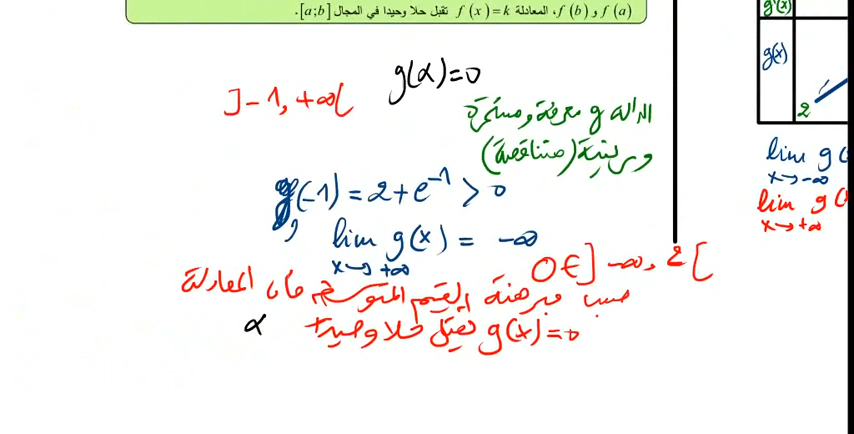 f(a) و f(b)، المعادلة f(x)=k تقبل حلا وحيدا في المجال [a;b].
g(α)=0
]-1, +∞[
الدالة g معرفة ومستمرة
ورتيبة (متناقصة)
g(-1) = 2 + e^-1 > 0
lim g(x) = -∞
x→+∞
0 ∈ ]-∞, 2[
حسب مبرهنة القيم المتوسطة فإن المعادلة
g(x)=0 تقبل حلا وحيدا α
g'(x)
g(x)
2
lim g(
x→-∞
lim g(
x→+∞